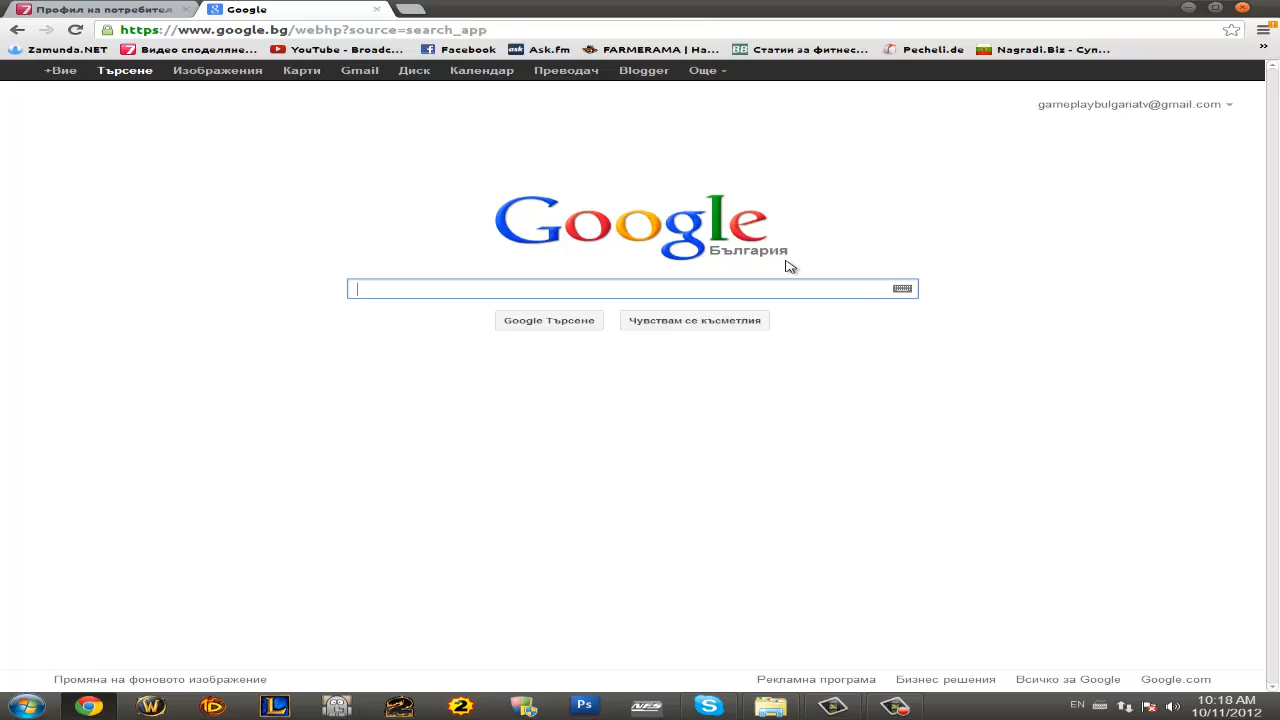 Профил на потребител
Google
https://www.google.bg/webhp?source=search_app
Zamunda.NET
Видео споделяне...
YouTube - Broadc...
Facebook
Ask.fm
FARMERAMA | На...
Статии за фитнес...
Pecheli.de
Nagradi.Biz - Суп...
+Вие Търсене Изображения Карти Gmail Диск Календар Преводач Blogger Още
gameplaybulgariatv@gmail.com
Google
България
Google Търсене
Чувствам се късметлия
Промяна на фоновото изображение
Рекламна програма Бизнес решения Всичко за Google Google.com
Ps
NFS
EN
10:18 AM
10/11/2012